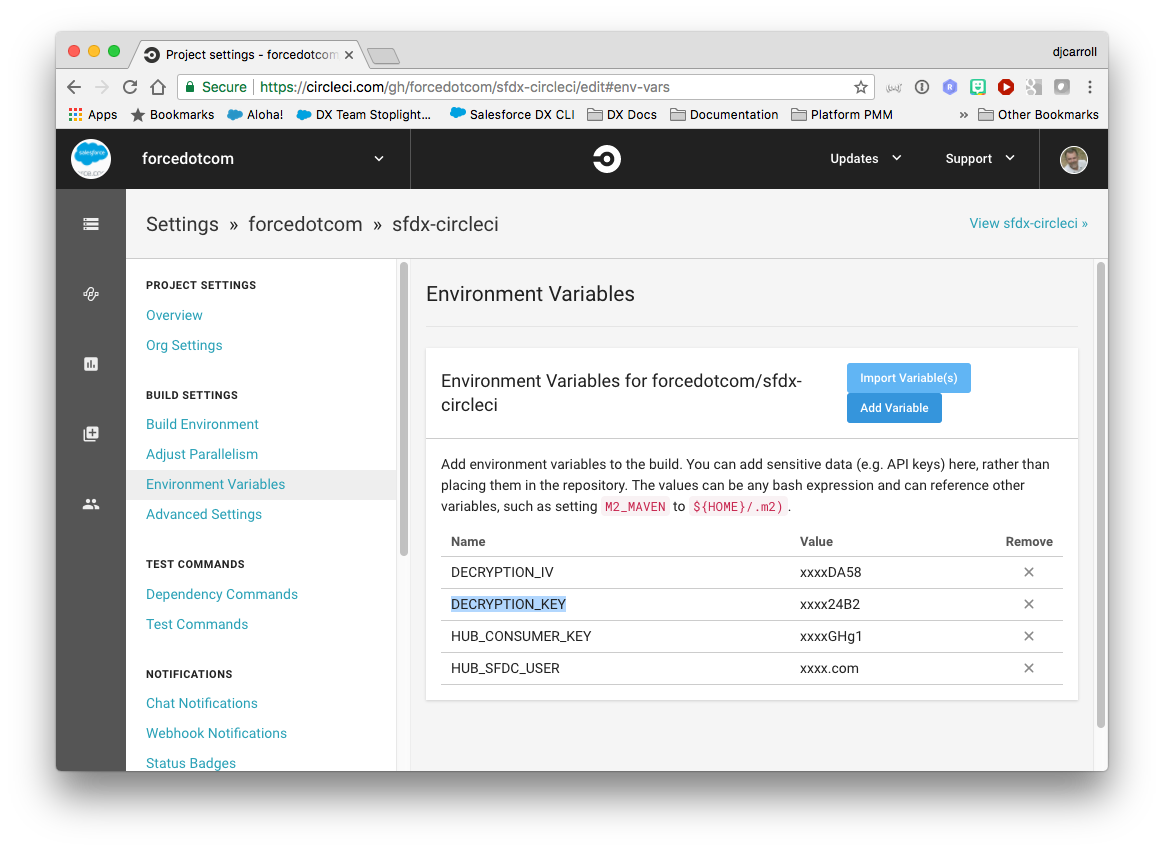 Project settings - forcedotcom
djcarroll
Secure https://circleci.com/gh/forcedotcom/sfdx-circleci/edit#env-vars
Apps Bookmarks Aloha! DX Team Stoplight... Salesforce DX CLI DX Docs Documentation Platform PMM » Other Bookmarks
salesforce forcedotcom Updates Support
Settings » forcedotcom » sfdx-circleci View sfdx-circleci »
PROJECT SETTINGS
Overview
Org Settings
BUILD SETTINGS
Build Environment
Adjust Parallelism
Environment Variables
Advanced Settings
TEST COMMANDS
Dependency Commands
Test Commands
NOTIFICATIONS
Chat Notifications
Webhook Notifications
Status Badges
Environment Variables
Environment Variables for forcedotcom/sfdx-
circleci
Import Variable(s)
Add Variable
Add environment variables to the build. You can add sensitive data (e.g. API keys) here, rather than
placing them in the repository. The values can be any bash expression and can reference other
variables, such as setting M2_MAVEN to ${HOME}/.m2).
Name Value Remove
DECRYPTION_IV xxxxDA58
DECRYPTION_KEY xxxx24B2
HUB_CONSUMER_KEY xxxxGHg1
HUB_SFDC_USER xxxx.com